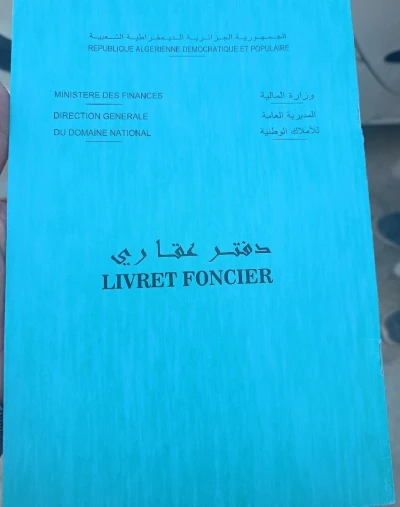 الجمهورية الجزائرية الديمقراطية الشعبية
REPUBLIQUE ALGERIENNE DEMOCRATIQUE ET POPULAIRE
MINISTERE DES FINANCES
وزارة المالية
DIRECTION GENERALE
المديرية العامة
DU DOMAINE NATIONAL
للأملاك الوطنية
دفتر عقاري
LIVRET FONCIER